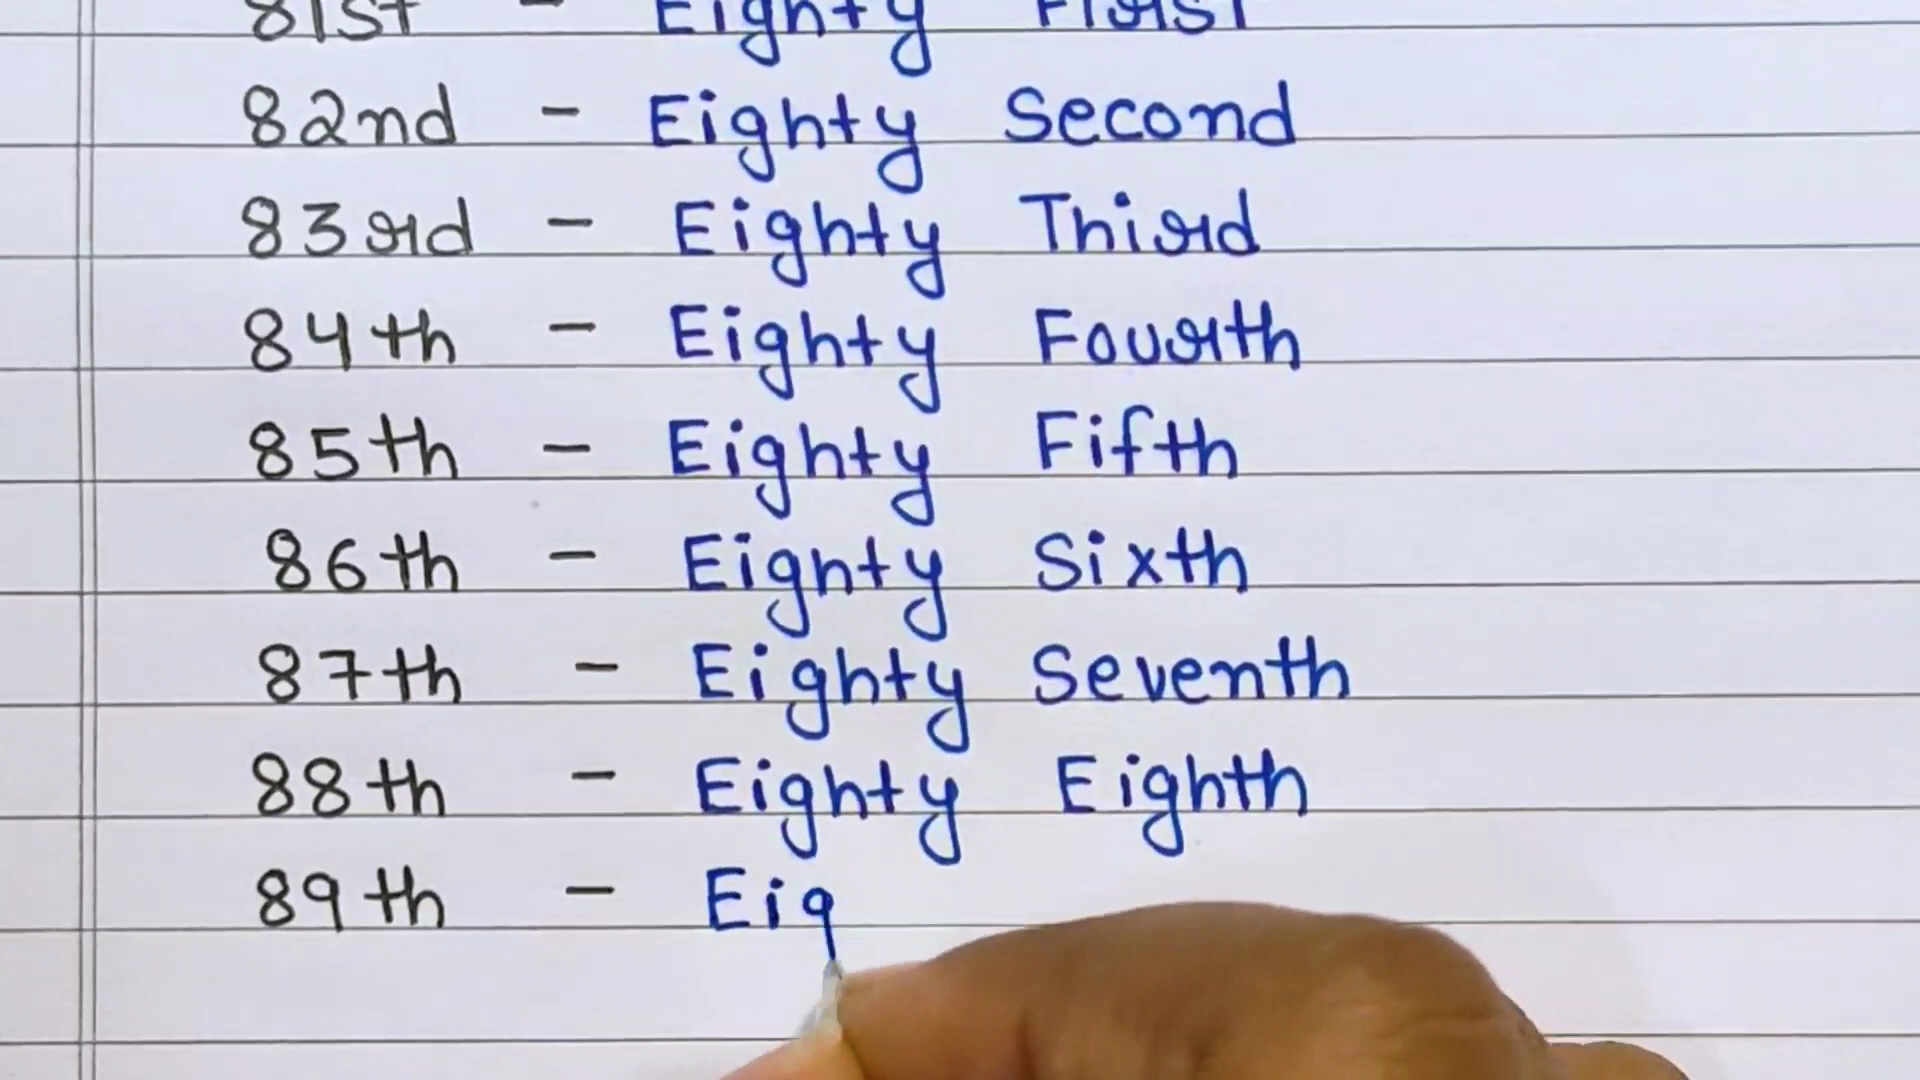 81st - Eighty First
82nd - Eighty Second
83rd - Eighty Third
84th - Eighty Fourth
85th - Eighty Fifth
86th - Eighty Sixth
87th - Eighty Seventh
88th - Eighty Eighth
89th - Eig